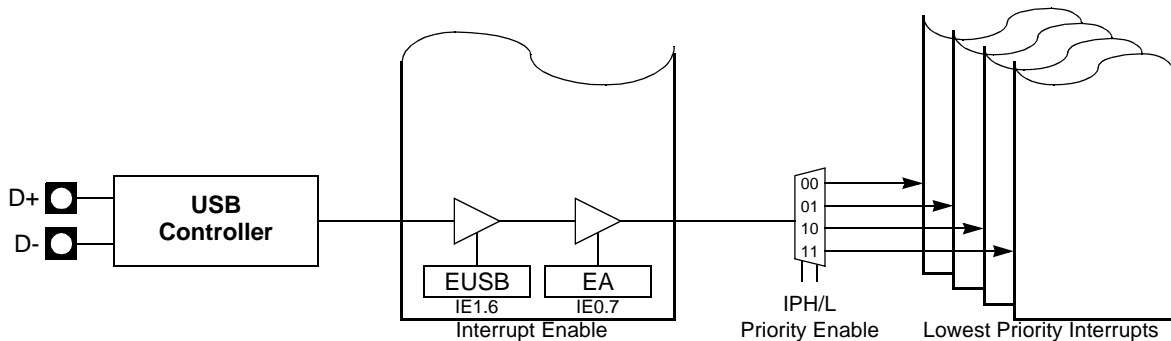 D+
D-
USB
Controller
EUSB
IE1.6
EA
IE0.7
Interrupt Enable
00
01
10
11
IPH/L
Priority Enable
Lowest Priority Interrupts